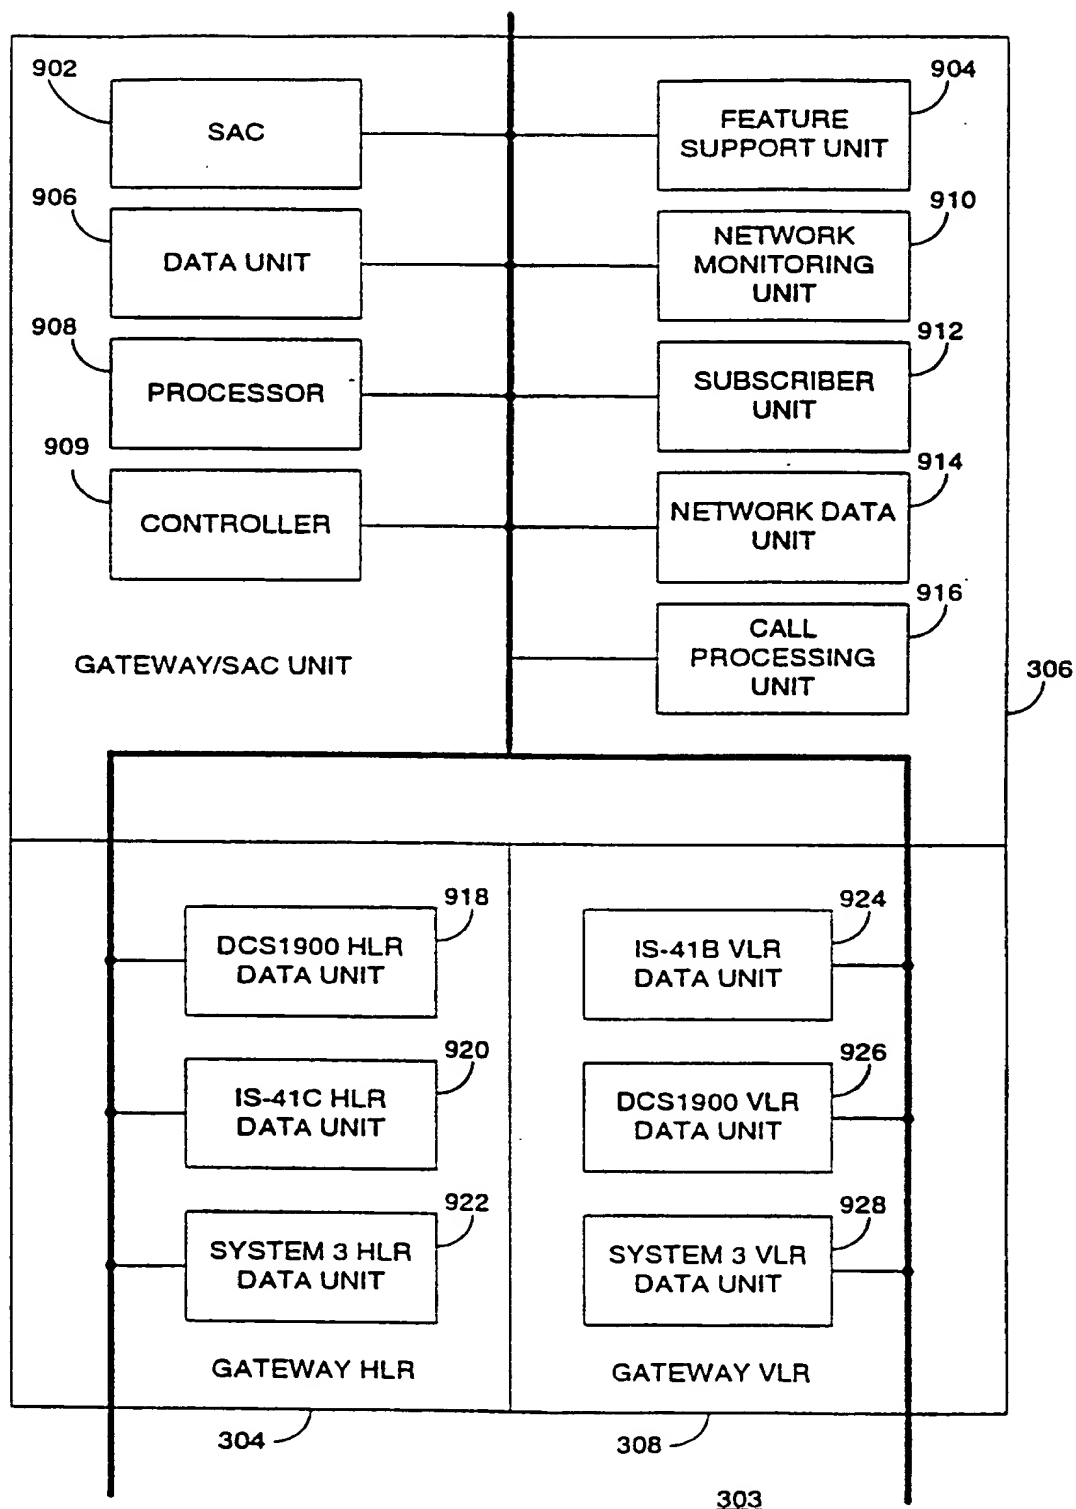 902
SAC
904
FEATURE
SUPPORT UNIT
906
DATA UNIT
910
NETWORK
MONITORING
UNIT
908
PROCESSOR
912
SUBSCRIBER
UNIT
909
CONTROLLER
914
NETWORK DATA
UNIT
916
CALL
PROCESSING
UNIT
GATEWAY/SAC UNIT
306
918
DCS1900 HLR
DATA UNIT
924
IS-41B VLR
DATA UNIT
920
IS-41C HLR
DATA UNIT
926
DCS1900 VLR
DATA UNIT
922
SYSTEM 3 HLR
DATA UNIT
928
SYSTEM 3 VLR
DATA UNIT
GATEWAY HLR
GATEWAY VLR
304
308
303